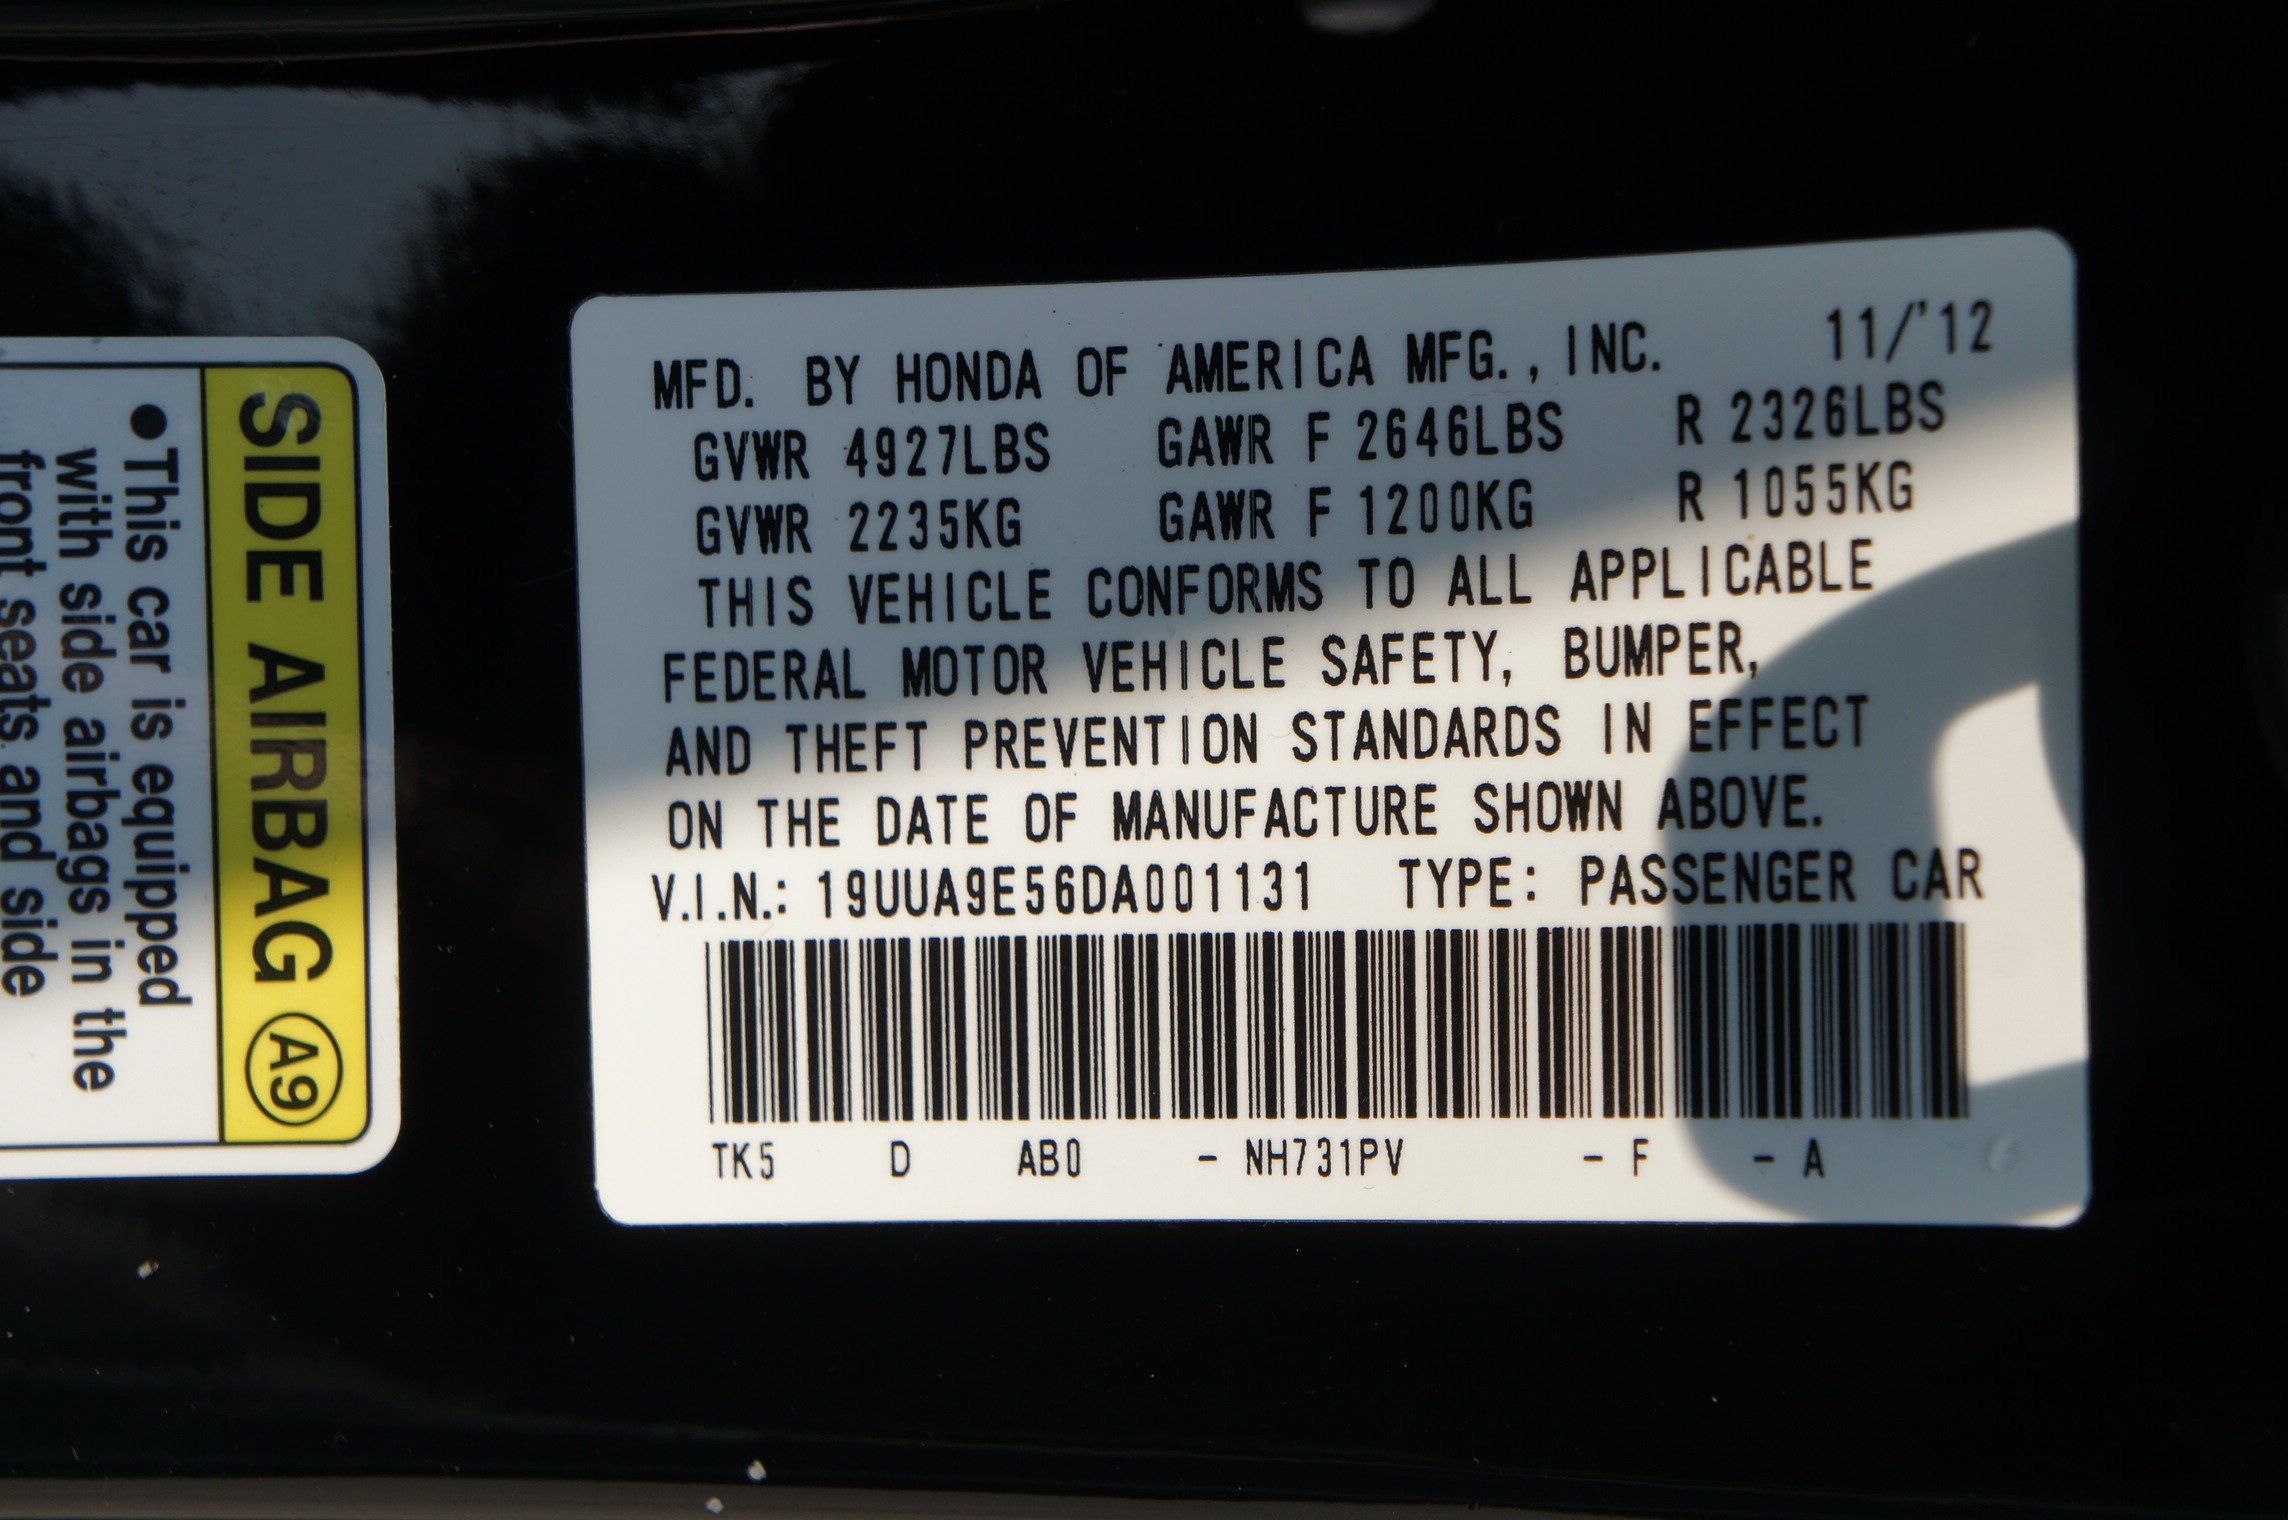 SIDE AIRBAG A9
●This car is equipped
with side airbags in the
front seats and side
MFD. BY HONDA OF AMERICA MFG., INC. 11/'12
GVWR 4927LBS GAWR F 2646LBS R 2326LBS
GVWR 2235KG GAWR F 1200KG R 1055KG
THIS VEHICLE CONFORMS TO ALL APPLICABLE
FEDERAL MOTOR VEHICLE SAFETY, BUMPER,
AND THEFT PREVENTION STANDARDS IN EFFECT
ON THE DATE OF MANUFACTURE SHOWN ABOVE.
V.I.N.: 19UUA9E56DA001131 TYPE: PASSENGER CAR
TK5 D AB0 - NH731PV - F - A